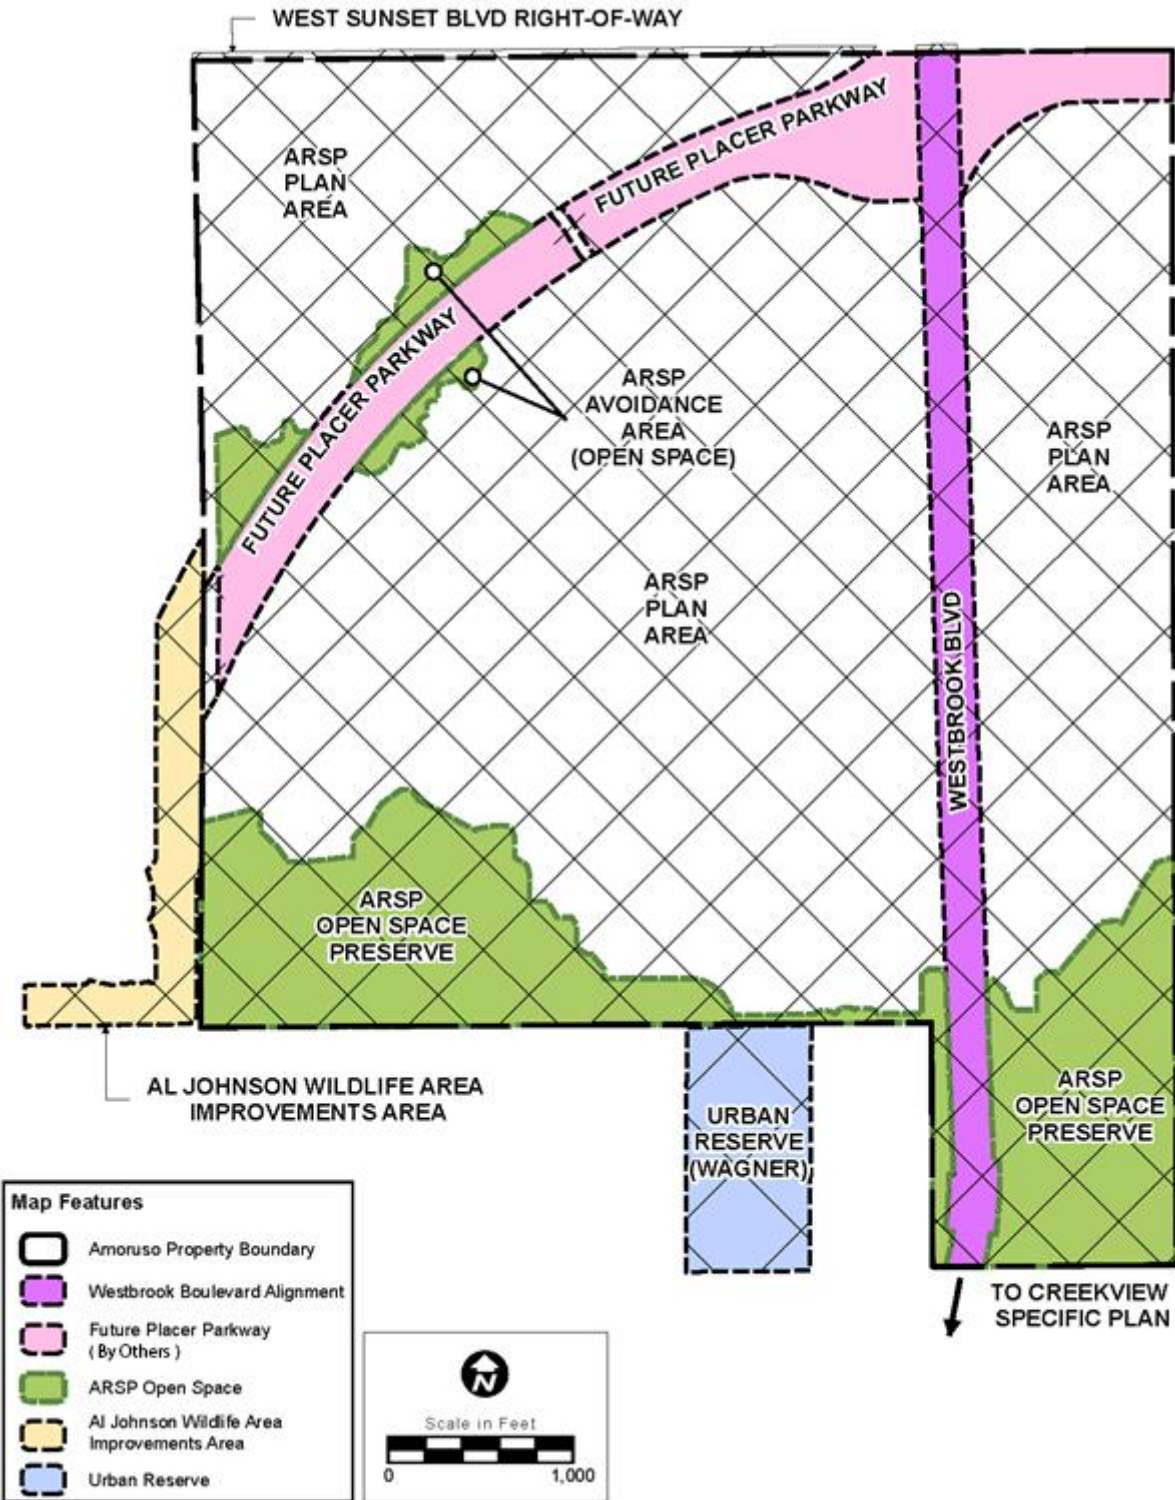 WEST SUNSET BLVD RIGHT-OF-WAY
FUTURE PLACER PARKWAY
ARSP
PLAN
AREA
FUTURE PLACER PARKWAY
ARSP
AVOIDANCE
AREA
(OPEN SPACE)
ARSP
PLAN
AREA
ARSP
PLAN
AREA
WESTBROOK BLVD
ARSP
OPEN SPACE
PRESERVE
AL JOHNSON WILDLIFE AREA
IMPROVEMENTS AREA
URBAN
RESERVE
(WAGNER)
ARSP
OPEN SPACE
PRESERVE
TO CREEKVIEW
SPECIFIC PLAN
Map Features
Amoruso Property Boundary
Westbrook Boulevard Alignment
Future Placer Parkway
( By Others )
ARSP Open Space
Al Johnson Wildlife Area
Improvements Area
Urban Reserve
N
Scale in Feet
0 1,000